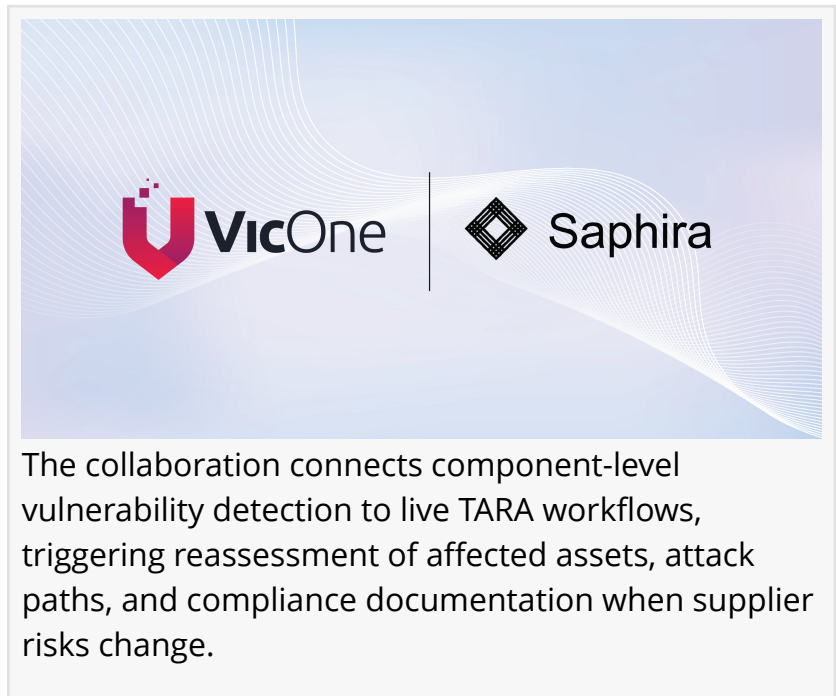 VicOne
Saphira
The collaboration connects component-level
vulnerability detection to live TARA workflows,
triggering reassessment of affected assets, attack
paths, and compliance documentation when supplier
risks change.